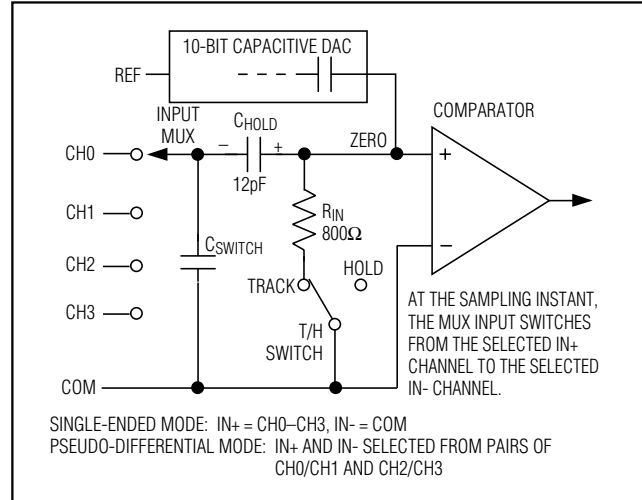 10-BIT CAPACITIVE DAC
REF
INPUT
MUX
CHOLD
ZERO
COMPARATOR
CH0
− +
12pF
+
CH1
RIN
800Ω
CSWITCH
−
CH2
TRACK
HOLD
CH3
T/H
SWITCH
AT THE SAMPLING INSTANT,
THE MUX INPUT SWITCHES
FROM THE SELECTED IN+
CHANNEL TO THE SELECTED
IN- CHANNEL.
COM
SINGLE-ENDED MODE: IN+ = CH0–CH3, IN- = COM
PSEUDO-DIFFERENTIAL MODE: IN+ AND IN- SELECTED FROM PAIRS OF
CH0/CH1 AND CH2/CH3